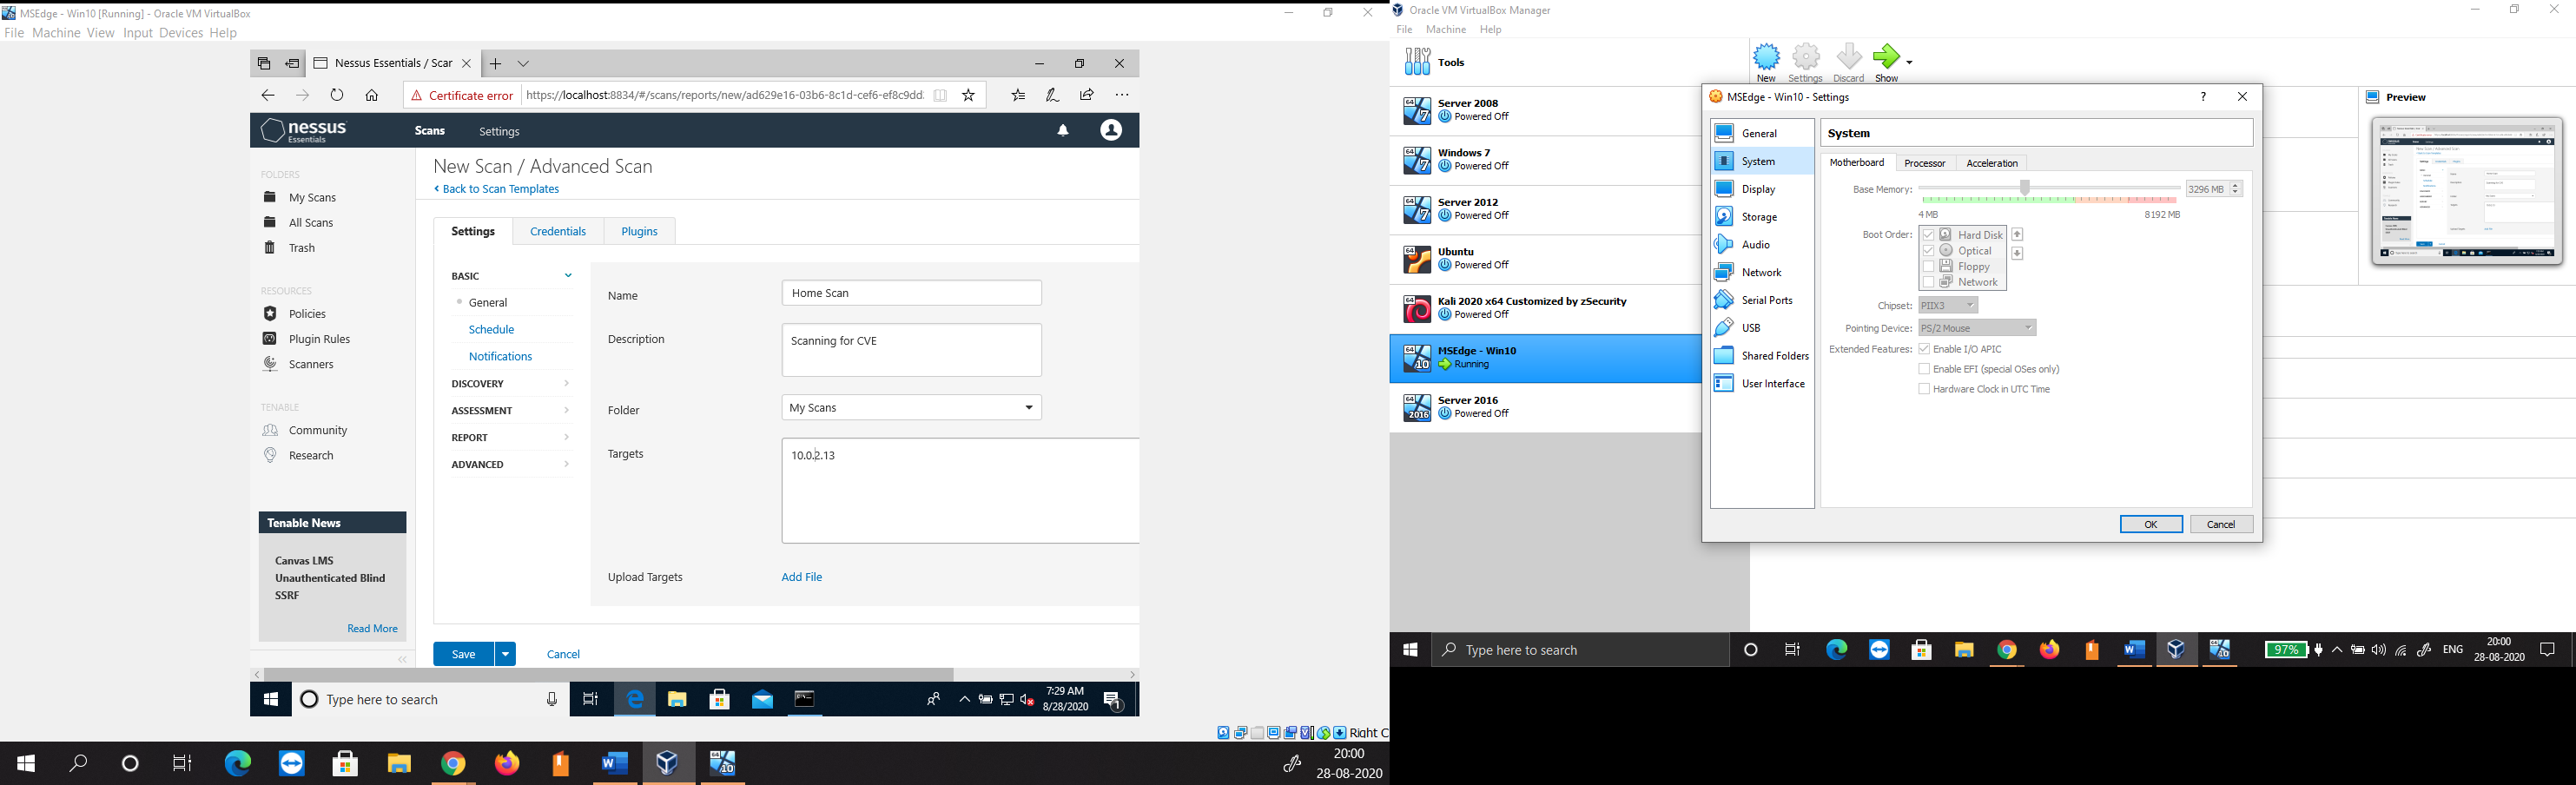 MSEdge - Win10 [Running] - Oracle VM VirtualBox
File Machine View Input Devices Help
Nessus Essentials / Scar
Certificate error
https://localhost:8834/#/scans/reports/new/ad629e16-03b6-8c1d-cef6-ef8c9dd
nessus
Essentials
Scans
Settings
FOLDERS
My Scans
All Scans
Trash
RESOURCES
Policies
Plugin Rules
Scanners
TENABLE
Community
Research
Tenable News
Canvas LMS
Unauthenticated Blind
SSRF
Read More
New Scan / Advanced Scan
Back to Scan Templates
Settings
Credentials
Plugins
BASIC
General
Schedule
Notifications
DISCOVERY
ASSESSMENT
REPORT
ADVANCED
Name
Home Scan
Description
Scanning for CVE
Folder
My Scans
Targets
10.0.2.13
Upload Targets
Add File
Save
Cancel
Type here to search
7:29 AM
8/28/2020
1
Right C
20:00
28-08-2020
Oracle VM VirtualBox Manager
File Machine Help
Tools
New
Settings
Discard
Show
Server 2008
Powered Off
Windows 7
Powered Off
Server 2012
Powered Off
Ubuntu
Powered Off
Kali 2020 x64 Customized by zSecurity
Powered Off
MSEdge - Win10
Running
Server 2016
Powered Off
MSEdge - Win10 - Settings
General
System
Display
Storage
Audio
Network
Serial Ports
USB
Shared Folders
User Interface
System
Motherboard
Processor
Acceleration
Base Memory:
3296 MB
4 MB
8192 MB
Boot Order:
Hard Disk
Optical
Floppy
Network
Chipset:
PIIX3
Pointing Device:
PS/2 Mouse
Extended Features:
Enable I/O APIC
Enable EFI (special OSes only)
Hardware Clock in UTC Time
OK
Cancel
Preview
Type here to search
97%
ENG
20:00
28-08-2020